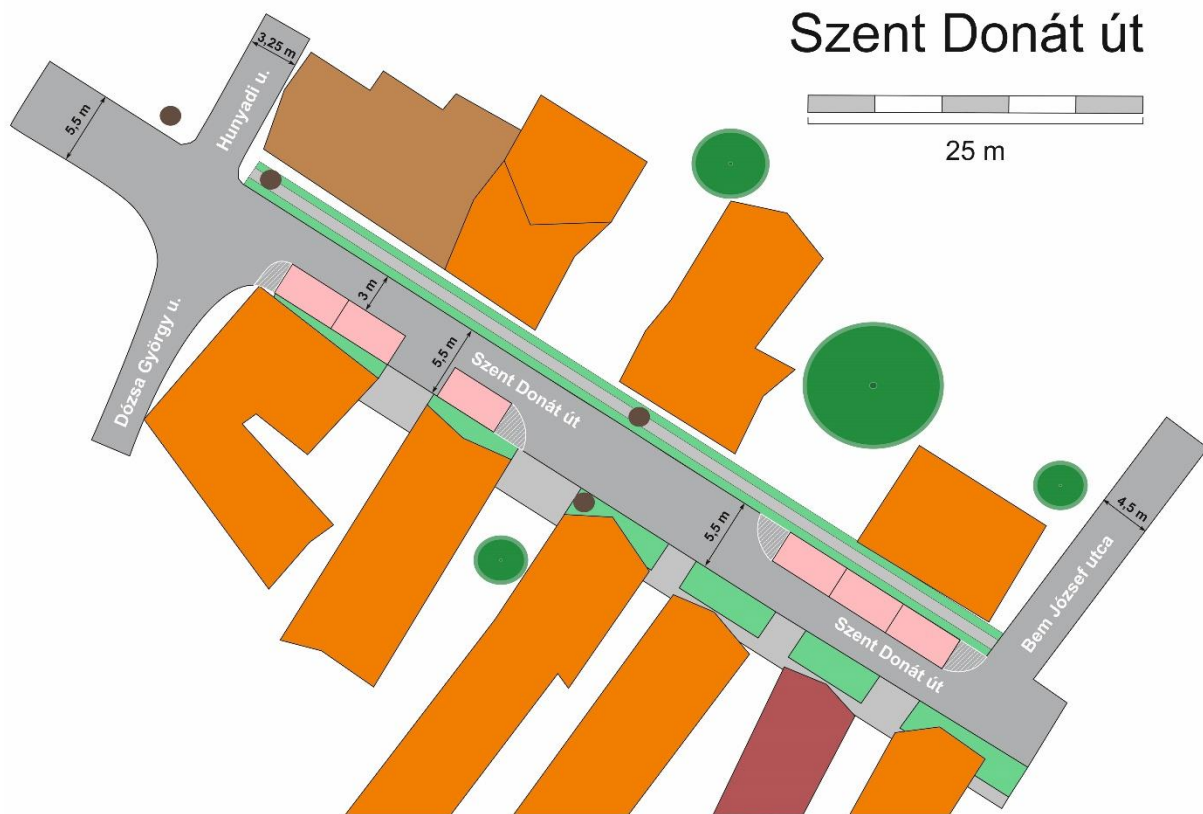 Szent Donát út
25 m
3,25 m
Hunyadi u.
5,5 m
Dózsa György u.
3 m
5,5 m
Szent Donát út
5,5 m
Szent Donát út
4,5 m
Bem József utca